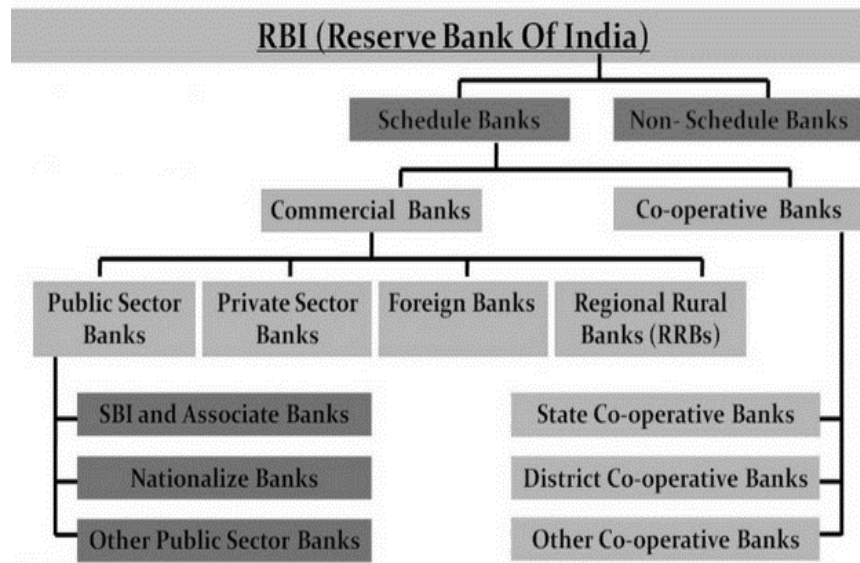 RBI (Reserve Bank Of India)
Schedule Banks
Non- Schedule Banks
Commercial Banks
Co-operative Banks
Public Sector
Banks
Private Sector
Banks
Foreign Banks
Regional Rural
Banks (RRBs)
SBI and Associate Banks
Nationalize Banks
Other Public Sector Banks
State Co-operative Banks
District Co-operative Banks
Other Co-operative Banks